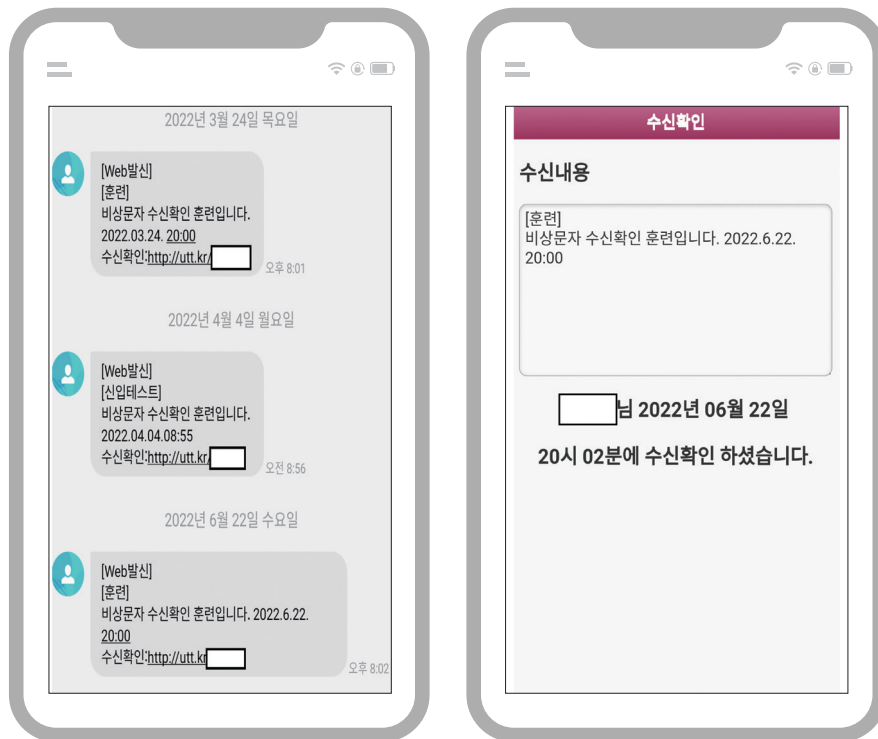 2022년 3월 24일 목요일
[Web발신]
[훈련]
비상문자 수신확인 훈련입니다.
2022.03.24. 20:00
수신확인:http://utt.kr/
오후 8:01
2022년 4월 4일 월요일
[Web발신]
[신입테스트]
비상문자 수신확인 훈련입니다.
2022.04.04.08:55
수신확인:http://utt.kr/
오전 8:56
2022년 6월 22일 수요일
[Web발신]
[훈련]
비상문자 수신확인 훈련입니다. 2022.6.22.
20:00
수신확인:http://utt.kr
오후 8:02
수신확인
수신내용
[훈련]
비상문자 수신확인 훈련입니다. 2022.6.22.
20:00
님 2022년 06월 22일
20시 02분에 수신확인 하셨습니다.